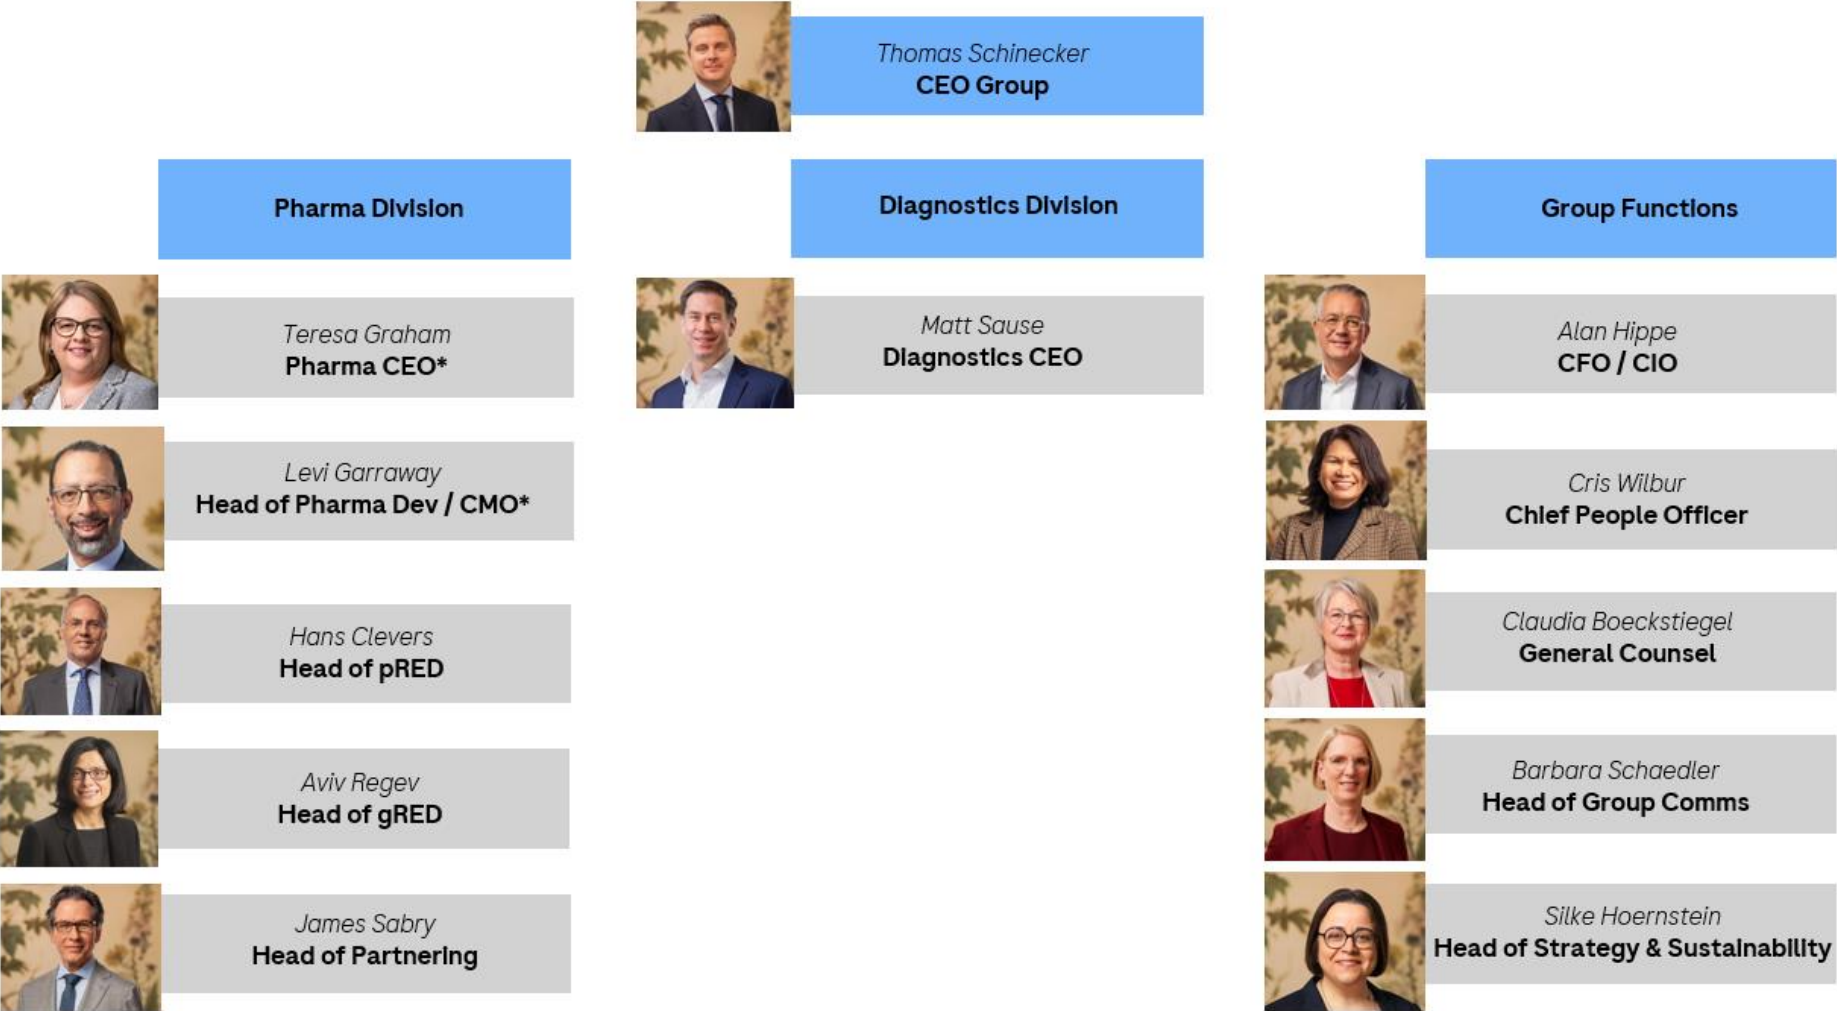 Thomas Schinecker
CEO Group
Pharma Division
Diagnostics Division
Group Functions
Teresa Graham
Pharma CEO*
Levi Garraway
Head of Pharma Dev / CMO*
Hans Clevers
Head of pRED
Aviv Regev
Head of gRED
James Sabry
Head of Partnering
Matt Sause
Diagnostics CEO
Alan Hippe
CFO / CIO
Cris Wilbur
Chief People Officer
Claudia Boeckstiegel
General Counsel
Barbara Schaedler
Head of Group Comms
Silke Hoernstein
Head of Strategy & Sustainability